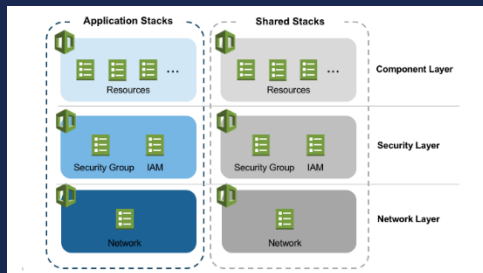 Application Stacks
Shared Stacks
...
...
Resources
Resources
Component Layer
Security Group IAM
Security Group IAM
Security Layer
Network
Network
Network Layer